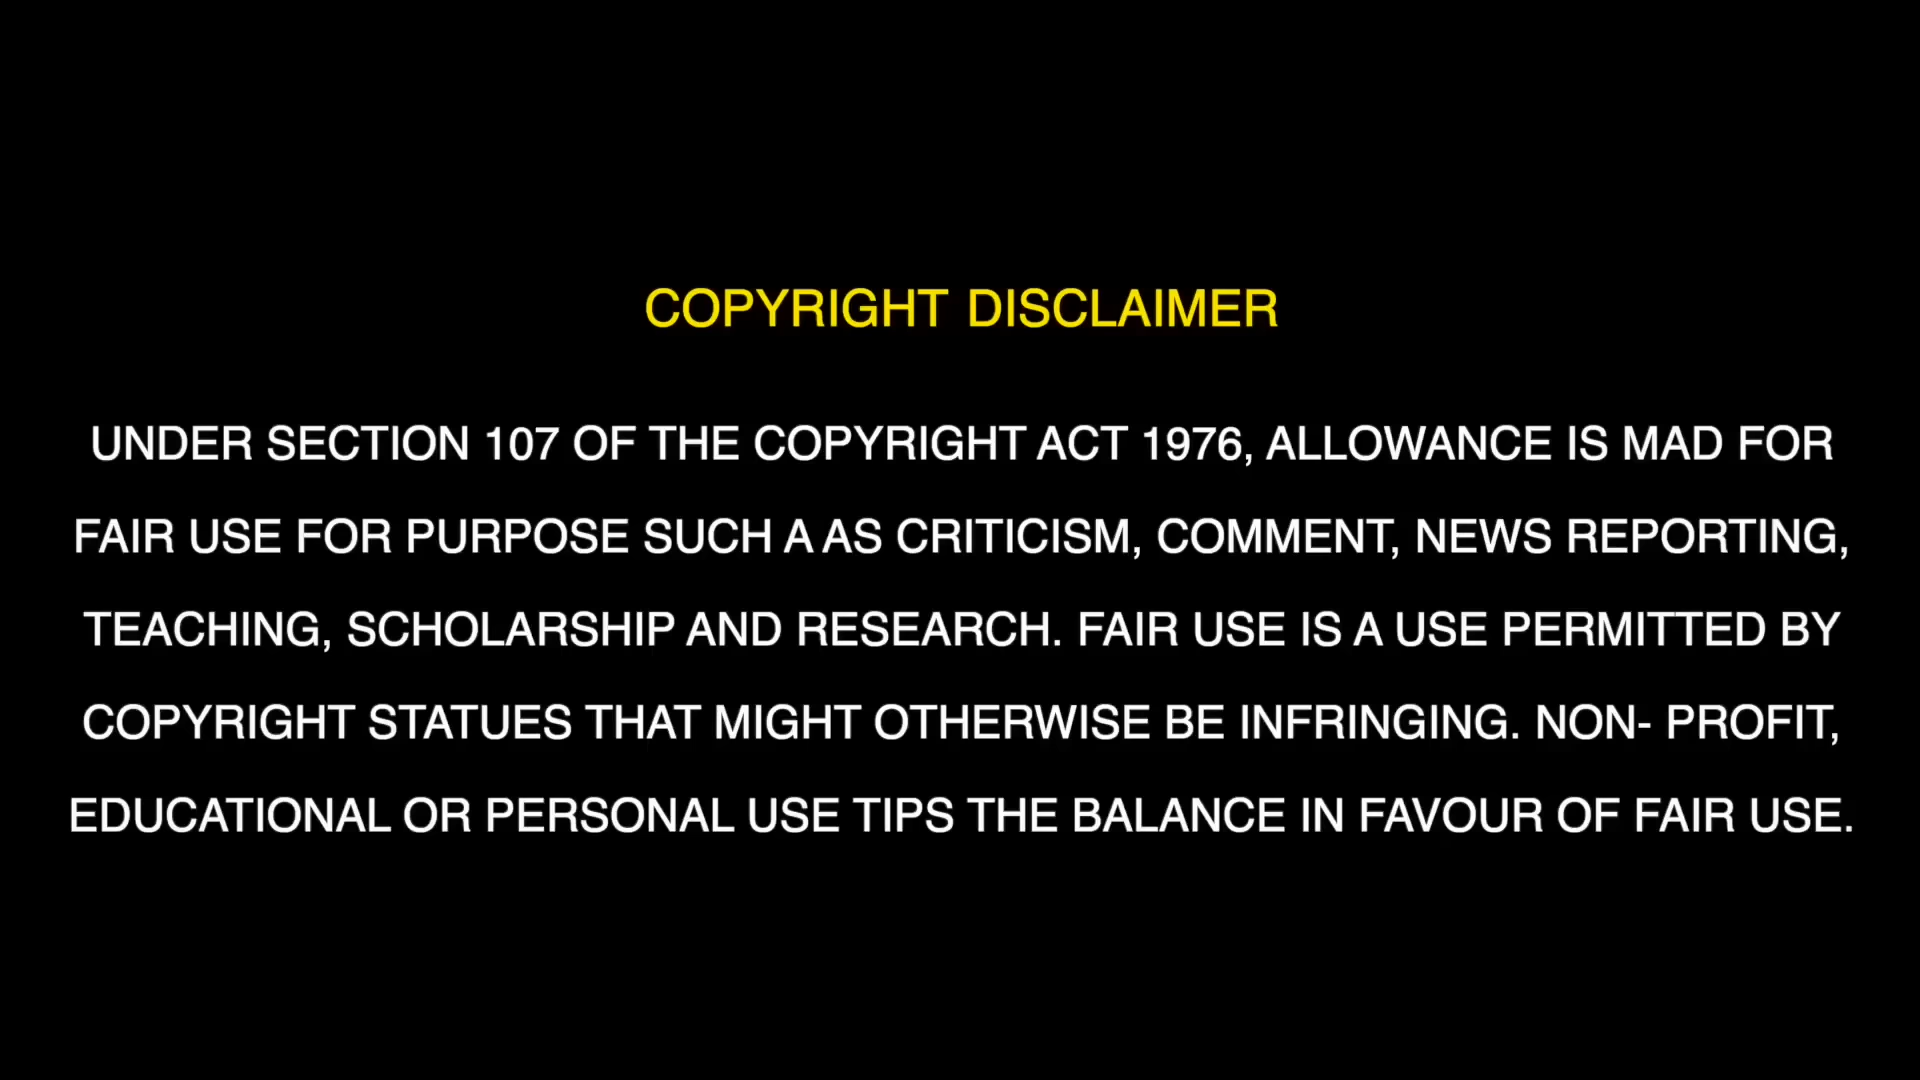 COPYRIGHT DISCLAIMER
UNDER SECTION 107 OF THE COPYRIGHT ACT 1976, ALLOWANCE IS MAD FOR
FAIR USE FOR PURPOSE SUCH A AS CRITICISM, COMMENT, NEWS REPORTING,
TEACHING, SCHOLARSHIP AND RESEARCH. FAIR USE IS A USE PERMITTED BY
COPYRIGHT STATUES THAT MIGHT OTHERWISE BE INFRINGING. NON- PROFIT,
EDUCATIONAL OR PERSONAL USE TIPS THE BALANCE IN FAVOUR OF FAIR USE.